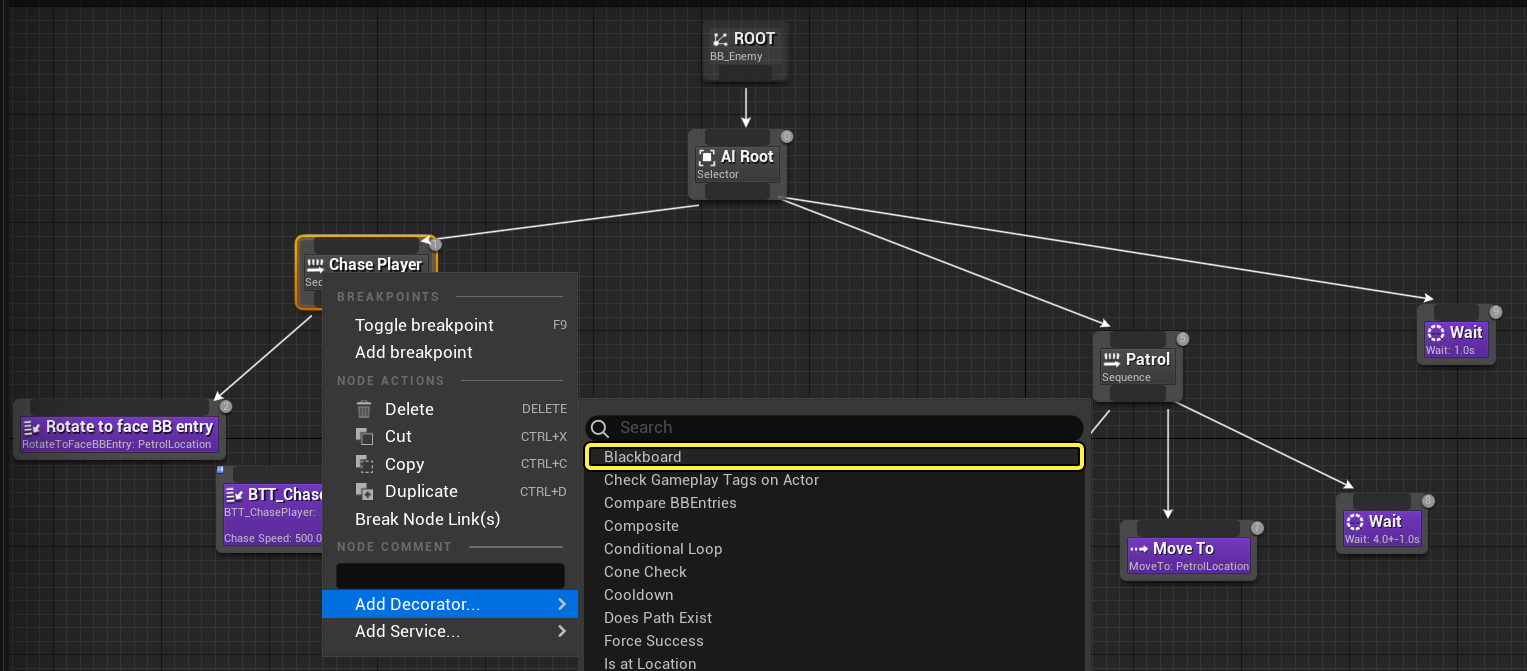 ROOT
BB_Enemy
0
AI Root
Selector
1
Chase Player
9
Wait
Wait: 1.0s
5
Patrol
Sequence
2
Rotate to face BB entry
RotateToFaceBBEntry: PetrolLocation
BTT_Chase
BTT_ChasePlayer:
Chase Speed: 500.0
BREAKPOINTS
Toggle breakpoint F9
Add breakpoint
NODE ACTIONS
Delete DELETE
Cut CTRL+X
Copy CTRL+C
Duplicate CTRL+D
Break Node Link(s)
NODE COMMENT
Add Decorator...
Add Service...
Search
Blackboard
Check Gameplay Tags on Actor
Compare BBEntries
Composite
Conditional Loop
Cone Check
Cooldown
Does Path Exist
Force Success
Is at Location
7
Move To
MoveTo: PetrolLocation
8
Wait
Wait: 4.0+-1.0s